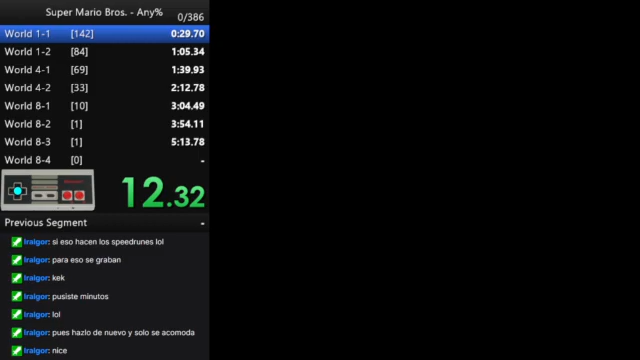 Super Mario Bros. - Any%
0/386
World 1-1 [142] 0:29.70
World 1-2 [84] 1:05.34
World 4-1 [69] 1:39.93
World 4-2 [33] 2:12.78
World 8-1 [10] 3:04.49
World 8-2 [1] 3:54.11
World 8-3 [1] 5:13.78
World 8-4 [0] -
12.32
Previous Segment -
Iraigor: si eso hacen los speedrunes lol
Iraigor: para eso se graban
Iraigor: kek
Iraigor: pusiste minutos
Iraigor: lol
Iraigor: pues hazlo de nuevo y solo se acomoda
Iraigor: nice